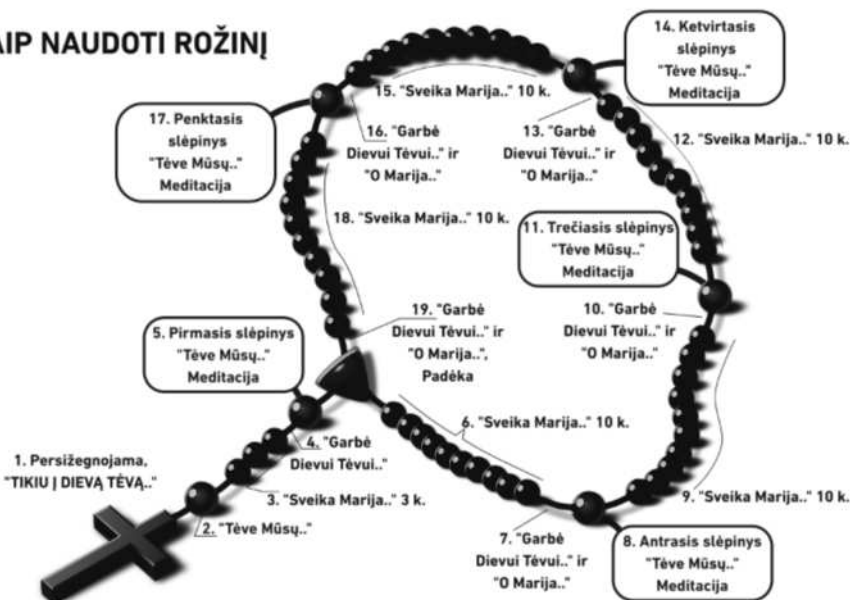 AIP NAUDOTI ROŽINĮ
1. Persižegnojama,
"TIKIU Į DIEVĄ TĖVĄ.."
2. "Tėve Mūsų.."
3. "Sveika Marija.." 3 k.
4. "Garbė
Dievui Tėvui.."
5. Pirmasis slėpinys
"Tėve Mūsų.."
Meditacija
6. "Sveika Marija.." 10 k.
7. "Garbė
Dievui Tėvui.." ir
"O Marija.."
8. Antrasis slėpinys
"Tėve Mūsų.."
Meditacija
9. "Sveika Marija.." 10 k.
10. "Garbė
Dievui Tėvui.." ir
"O Marija.."
11. Trečiasis slėpinys
"Tėve Mūsų.."
Meditacija
12. "Sveika Marija.." 10 k.
13. "Garbė
Dievui Tėvui.." ir
"O Marija.."
14. Ketvirtasis
slėpinys
"Tėve Mūsų.."
Meditacija
15. "Sveika Marija.." 10 k.
16. "Garbė
Dievui Tėvui.." ir
"O Marija.."
17. Penktasis
slėpinys
"Tėve Mūsų.."
Meditacija
18. "Sveika Marija.." 10 k.
19. "Garbė
Dievui Tėvui.." ir
"O Marija..",
Padėka